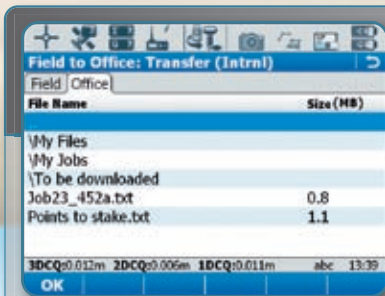 Field to Office: Transfer (Intrnl)
Field Office
File Name Size (MB)
..
\My Files
\My Jobs
\To be downloaded
Job23_452a.txt 0.8
Points to stake.txt 1.1
3DCQ:0.012m 2DCQ:0.006m 1DCQ:0.011m abc 13:39
OK